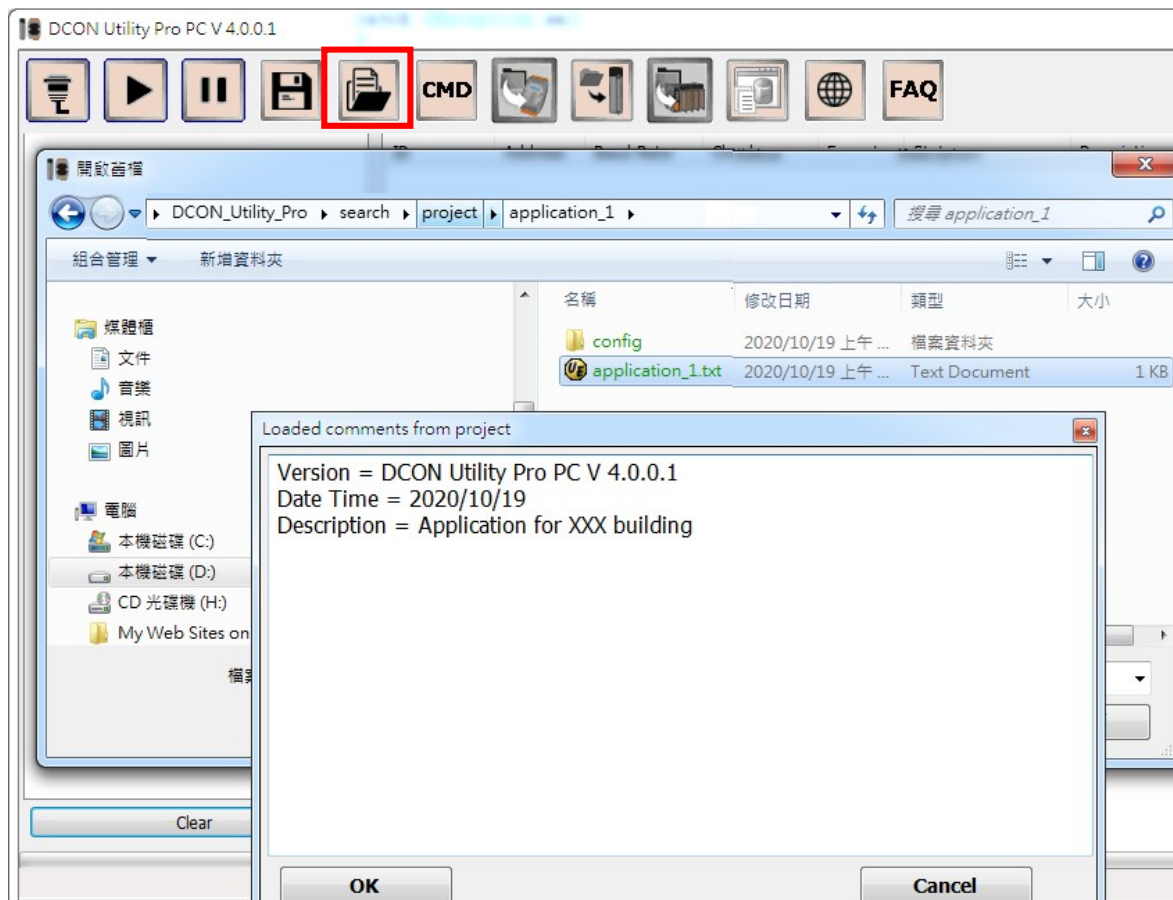 DCON Utility Pro PC V 4.0.0.1
CMD
FAQ
開啟舊檔
DCON_Utility_Pro search project application_1
搜尋 application_1
組合管理 新增資料夾
名稱 修改日期 類型 大小
媒體櫃
文件
音樂
視訊
圖片
電腦
本機磁碟 (C:)
本機磁碟 (D:)
CD 光碟機 (H:)
My Web Sites on
config 2020/10/19 上午 ... 檔案資料夾
application_1.txt 2020/10/19 上午 ... Text Document 1 KB
Loaded comments from project
Version = DCON Utility Pro PC V 4.0.0.1
Date Time = 2020/10/19
Description = Application for XXX building
OK Cancel
Clear